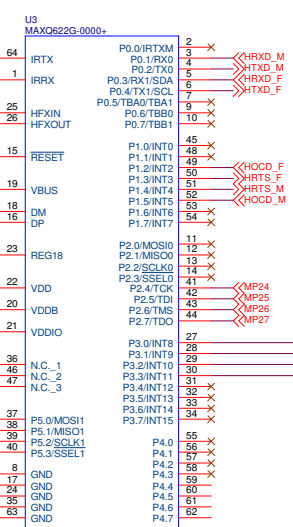 U3
MAXQ622G-0000+
64 IRTX P0.0/IRTXM 2
P0.1/RX0 3 HRXD_M
P0.2/TX0 4 HTXD_M
1 IRRX P0.3/RX1/SDA 5 HRXD_F
P0.4/TX1/SCL 6 HTXD_F
P0.5/TBA0/TBA1 7
25 HFXIN P0.6/TBB0 9
26 HFXOUT P0.7/TBB1 10
P1.0/INT0 45
15 RESET P1.1/INT1 48
P1.2/INT2 49 HOCD_F
P1.3/INT3 50 HRTS_F
19 VBUS P1.4/INT4 51 HRTS_M
P1.5/INT5 52 HOCD_M
18 DM P1.6/INT6 53
16 DP P1.7/INT7 54
P2.0/MOSI0 11
23 REG18 P2.1/MISO0 12
P2.2/SCLK0 13
P2.3/SSEL0 14
22 VDD P2.4/TCK 41 MP24
P2.5/TDI 42 MP25
20 VDDB P2.6/TMS 43 MP26
P2.7/TDO 44 MP27
21 VDDIO
P3.0/INT8 27
P3.1/INT9 28
36 N.C._1 P3.2/INT10 29
46 N.C._2 P3.3/INT11 30
47 N.C._3 P3.4/INT12 31
P3.5/INT13 32
P3.6/INT14 33
37 P5.0/MOSI1 P3.7/INT15 34
38 P5.1/MISO1
39 P5.2/SCLK1 P4.0 55
40 P5.3/SSEL1 P4.1 56
P4.2 57
8 GND P4.3 58
17 GND P4.4 59
24 GND P4.5 60
35 GND P4.6 61
63 GND P4.7 62